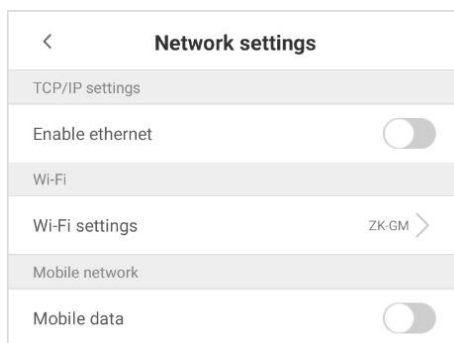 Network settings
TCP/IP settings
Enable ethernet
Wi-Fi
Wi-Fi settings ZK-GM
Mobile network
Mobile data